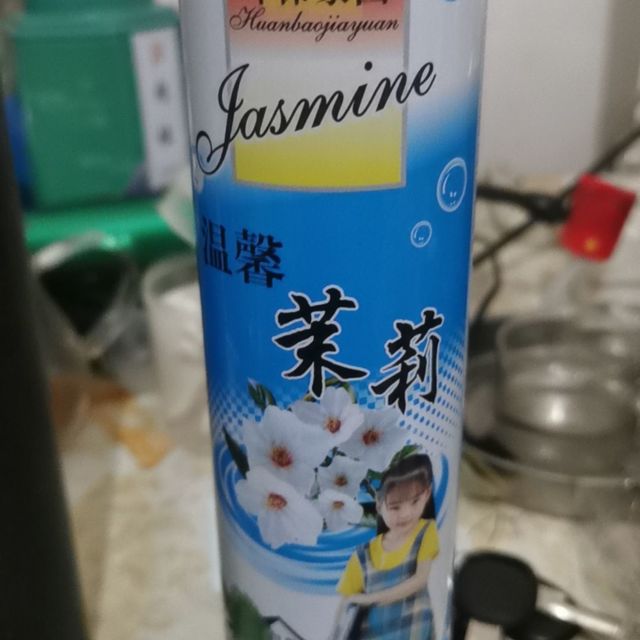 Huanbaojiayuan
Jasmine
温馨
茉莉